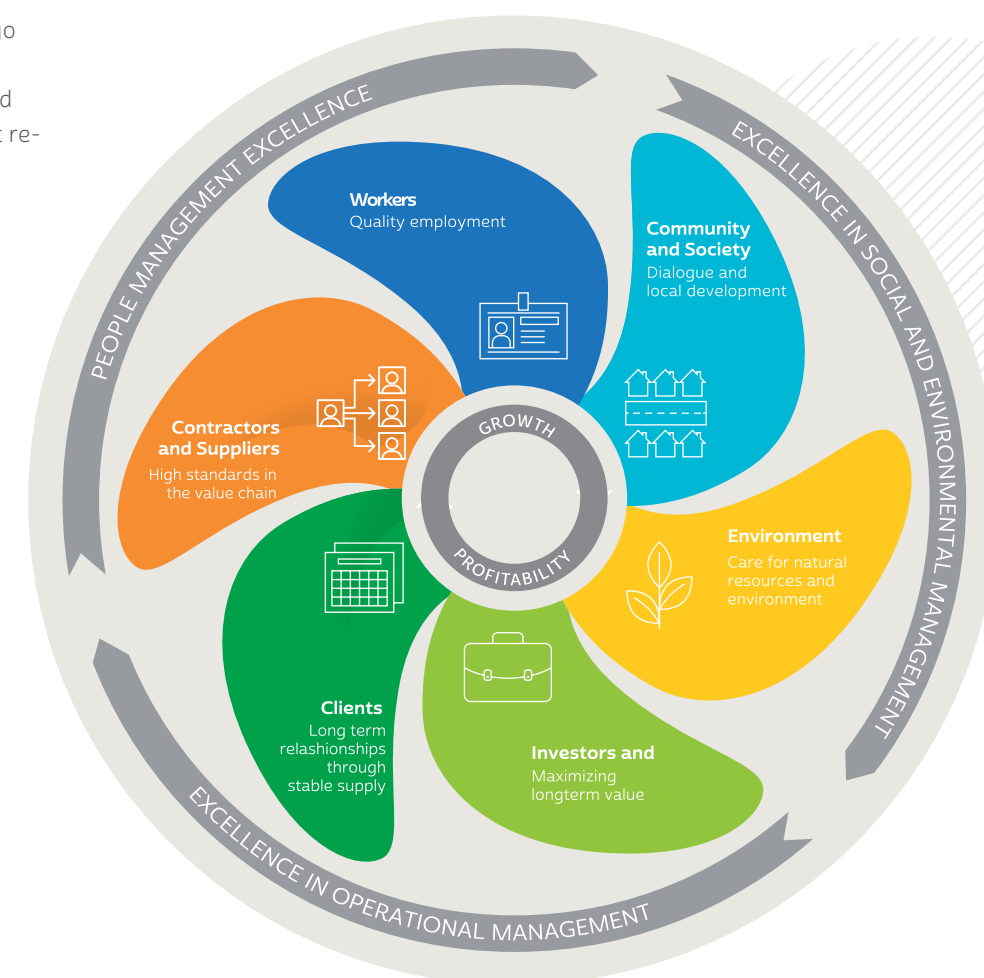 go
d
t re-
PEOPLE MANAGEMENT EXCELLENCE
EXCELLENCE IN SOCIAL AND ENVIRONMENTAL MANAGEMENT
Workers
Quality employment
Community
and Society
Dialogue and
local development
Contractors
and Suppliers
High standards in
the value chain
GROWTH
PROFITABILITY
Environment
Care for natural
resources and
environment
Clients
Long term
relashionships
through
stable supply
Investors and
Maximizing
longterm value
EXCELLENCE IN OPERATIONAL MANAGEMENT